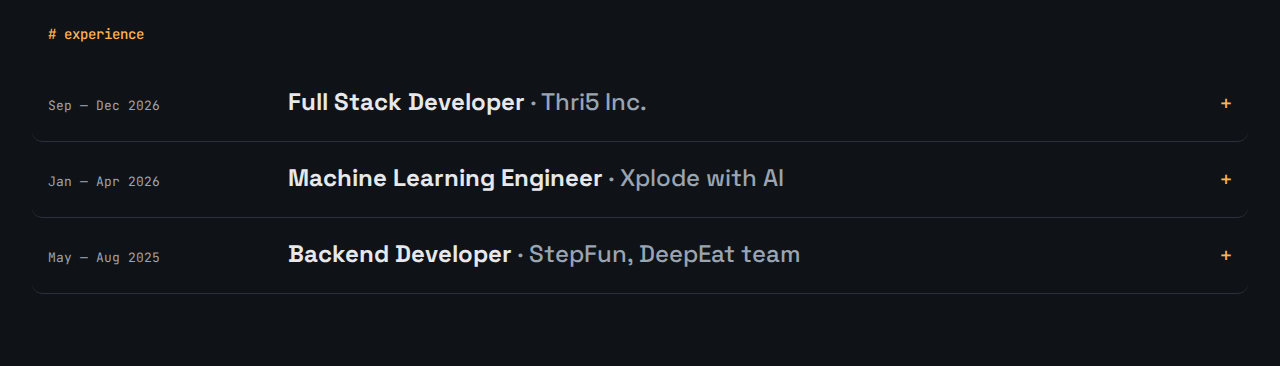 # experience
Sep — Dec 2026 Full Stack Developer · Thri5 Inc. +
Jan — Apr 2026 Machine Learning Engineer · Xplode with AI +
May — Aug 2025 Backend Developer · StepFun, DeepEat team +